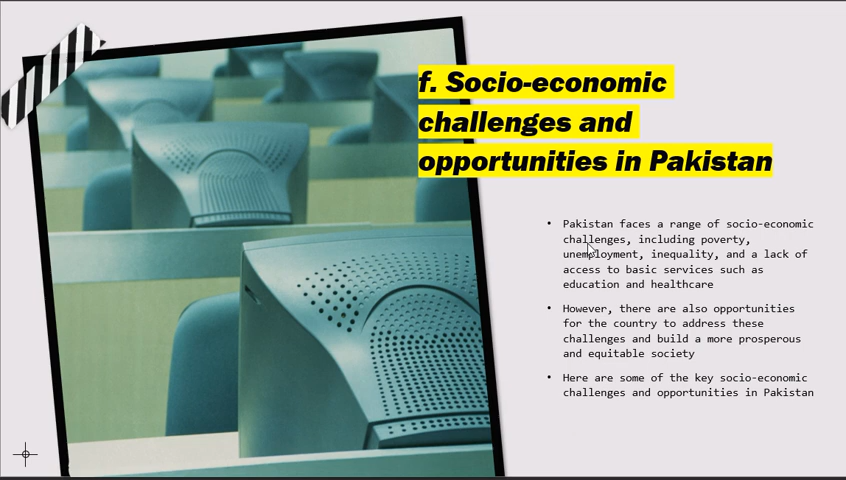 f. Socio-economic
challenges and
opportunities in Pakistan
• Pakistan faces a range of socio-economic
challenges, including poverty,
unemployment, inequality, and a lack of
access to basic services such as
education and healthcare
• However, there are also opportunities
for the country to address these
challenges and build a more prosperous
and equitable society
• Here are some of the key socio-economic
challenges and opportunities in Pakistan